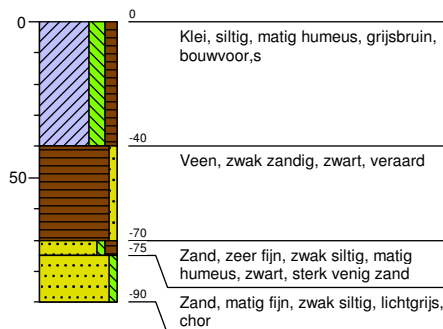 0
0
Klei, siltig, matig humeus, grijsbruin,
bouwvoor,s
-40
Veen, zwak zandig, zwart, veraard
50
-70
-75
Zand, zeer fijn, zwak siltig, matig
humeus, zwart, sterk venig zand
-90
Zand, matig fijn, zwak siltig, lichtgrijs,
chor